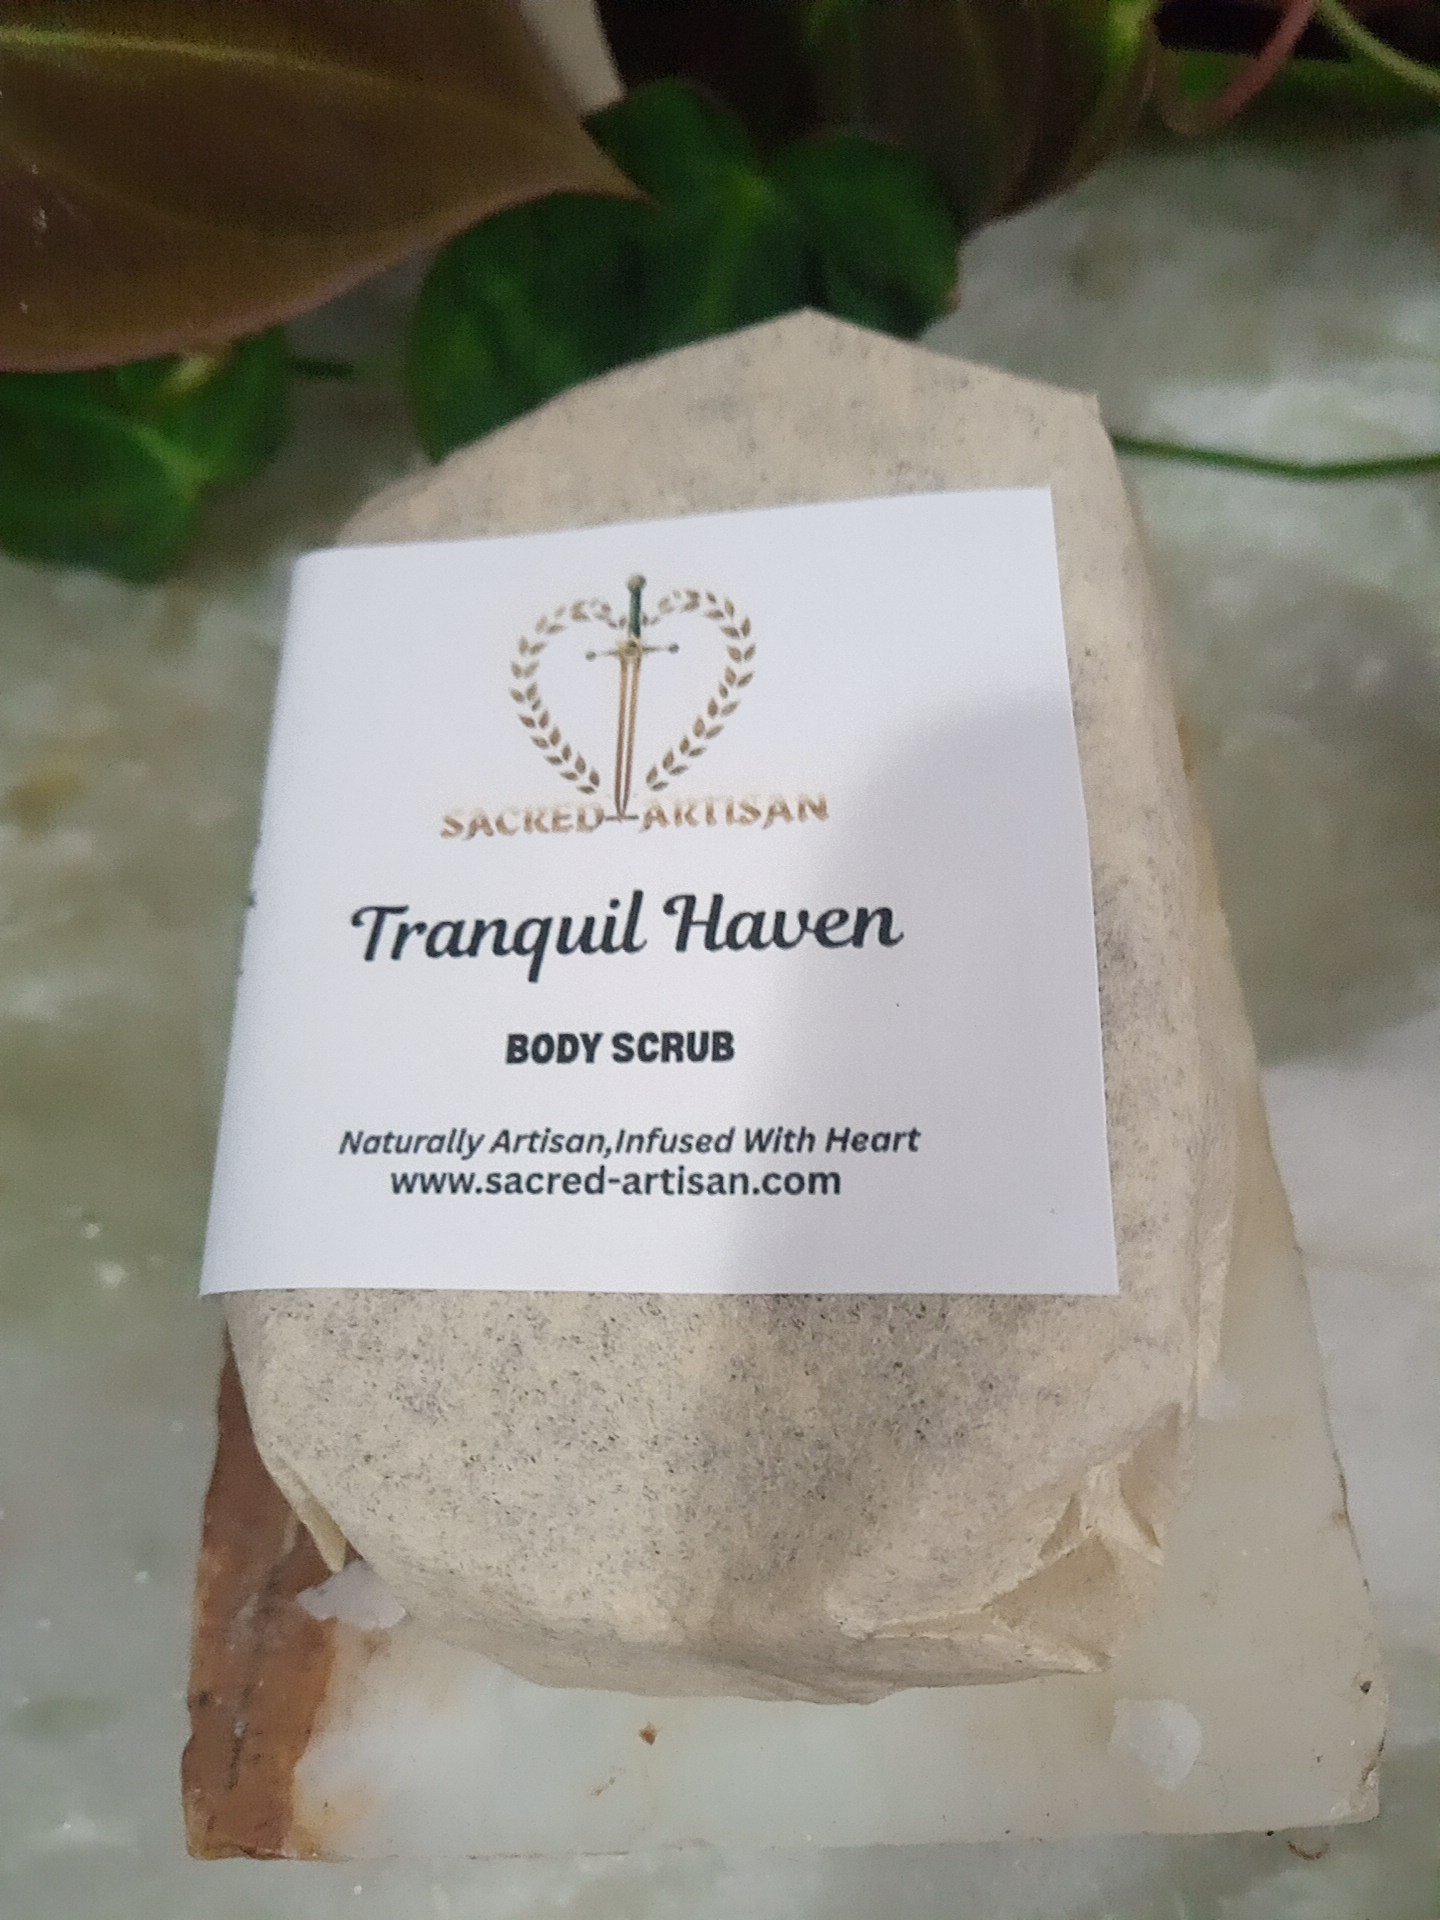 SACRED ARTISAN
Tranquil Haven
BODY SCRUB
Naturally Artisan,Infused With Heart
www.sacred-artisan.com